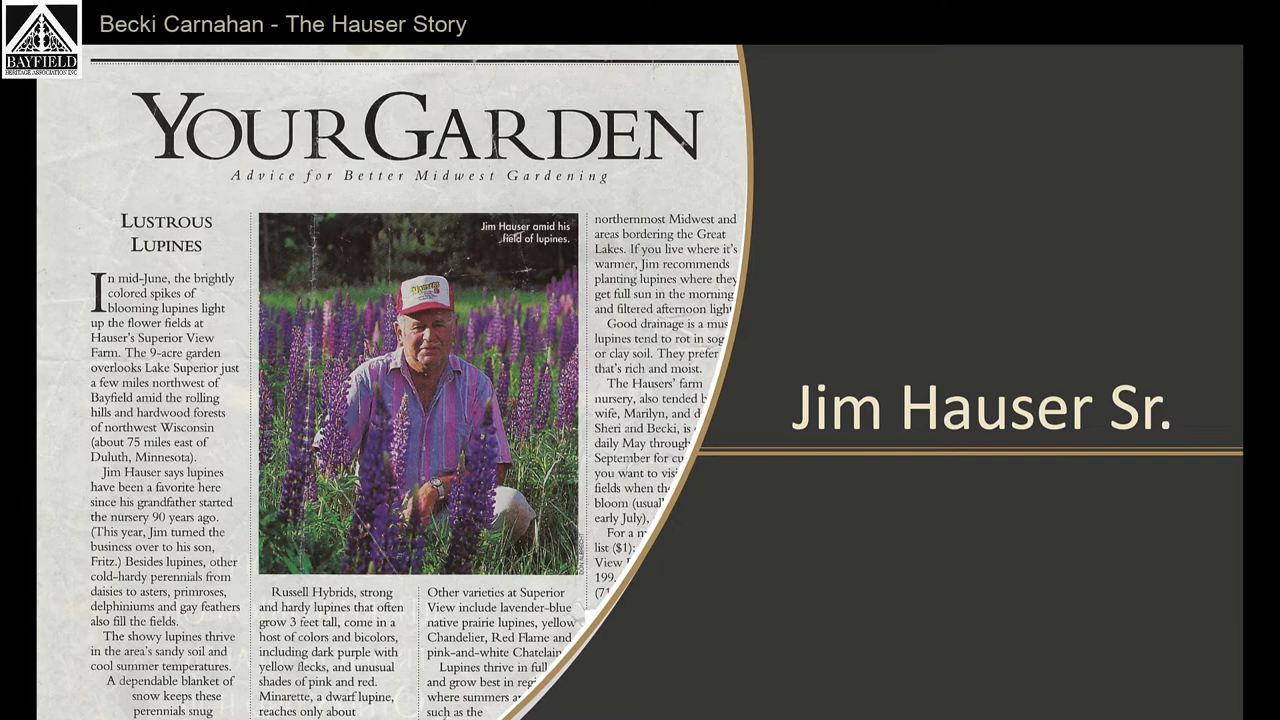 Becki Carnahan - The Hauser Story
BAYFIELD
HERITAGE ASSOCIATION INC
YOUR GARDEN
Advice for Better Midwest Gardening
LUSTROUS
LUPINES
In mid-June, the brightly
colored spikes of
blooming lupines light
up the flower fields at
Hauser's Superior View
Farm. The 9-acre garden
overlooks Lake Superior just
a few miles northwest of
Bayfield amid the rolling
hills and hardwood forests
of northwest Wisconsin
(about 75 miles east of
Duluth, Minnesota).
Jim Hauser says lupines
have been a favorite here
since his grandfather started
the nursery 90 years ago.
(This year, Jim turned the
business over to his son,
Fritz.) Besides lupines, other
cold-hardy perennials from
daisies to asters, primroses,
delphiniums and gay feathers
also fill the fields.
The showy lupines thrive
in the area's sandy soil and
cool summer temperatures.
A dependable blanket of
snow keeps these
perennials snug
Jim Hauser amid his
field of lupines.
HAUSER'S
DON ALBRECHT
Russell Hybrids, strong
and hardy lupines that often
grow 3 feet tall, come in a
host of colors and bicolors,
including dark purple with
yellow flecks, and unusual
shades of pink and red.
Minarette, a dwarf lupine,
reaches only about
Other varieties at Superior
View include lavender-blue
native prairie lupines, yellow
Chandelier, Red Flame and
pink-and-white Chatelain
Lupines thrive in full
and grow best in regi
where summers a
such as the
northernmost Midwest and
areas bordering the Great
Lakes. If you live where it's
warmer, Jim recommends
planting lupines where they
get full sun in the morning
and filtered afternoon light
Good drainage is a mus
lupines tend to rot in sog
or clay soil. They prefer
that's rich and moist.
The Hausers' farm
nursery, also tended b
wife, Marilyn, and d
Sheri and Becki, is
daily May through
September for cu
you want to visi
fields when the
bloom (usual
early July),
For a m
list ($1):
View F
199.
(71
Jim Hauser Sr.